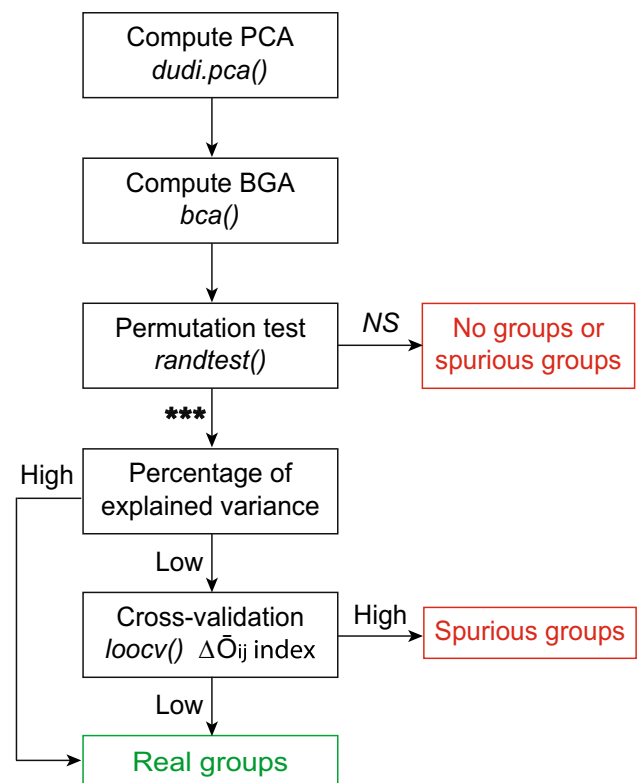 Compute PCA
dudi.pca()
Compute BGA
bca()
Permutation test
randtest()
NS
No groups or
spurious groups
***
High
Percentage of
explained variance
Low
Cross-validation
loocv() ΔŌij index
High
Spurious groups
Low
Real groups